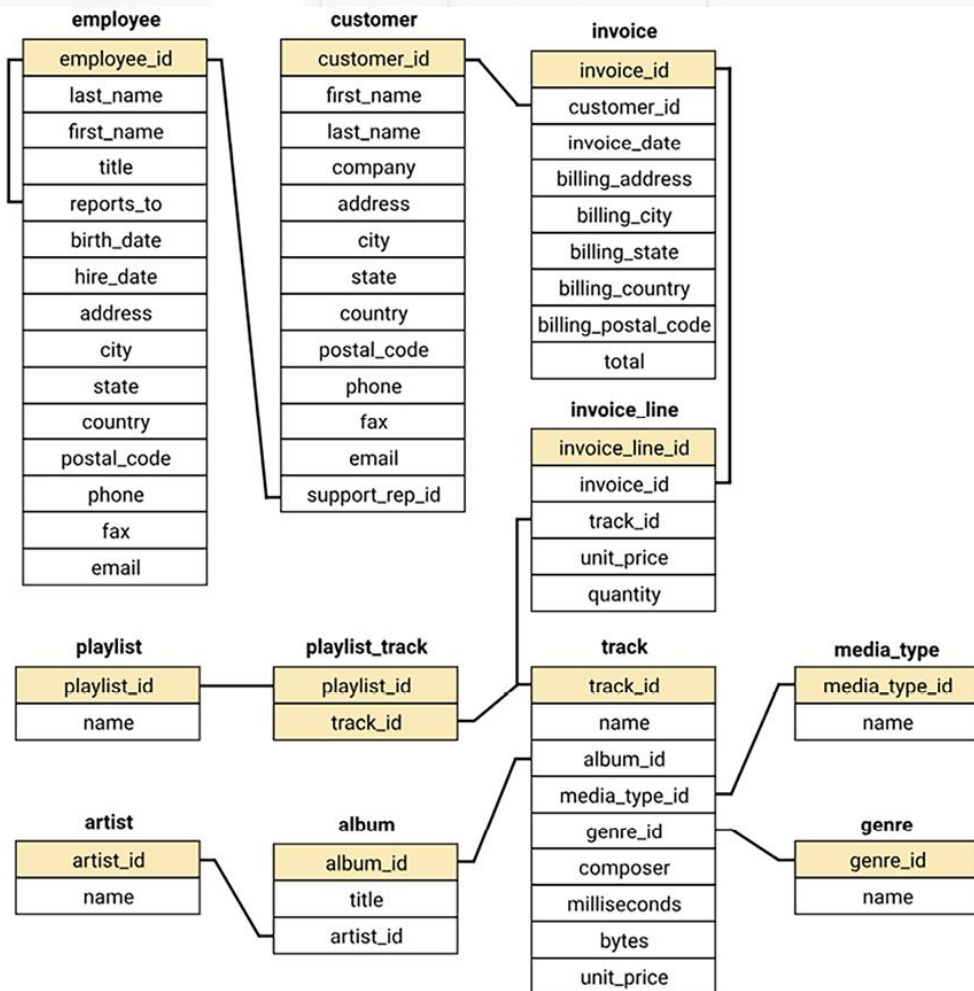 employee
employee_id
last_name
first_name
title
reports_to
birth_date
hire_date
address
city
state
country
postal_code
phone
fax
email
customer
customer_id
first_name
last_name
company
address
city
state
country
postal_code
phone
fax
email
support_rep_id
invoice
invoice_id
customer_id
invoice_date
billing_address
billing_city
billing_state
billing_country
billing_postal_code
total
invoice_line
invoice_line_id
invoice_id
track_id
unit_price
quantity
playlist
playlist_id
name
playlist_track
playlist_id
track_id
track
track_id
name
album_id
media_type_id
genre_id
composer
milliseconds
bytes
unit_price
media_type
media_type_id
name
artist
artist_id
name
album
album_id
title
artist_id
genre
genre_id
name